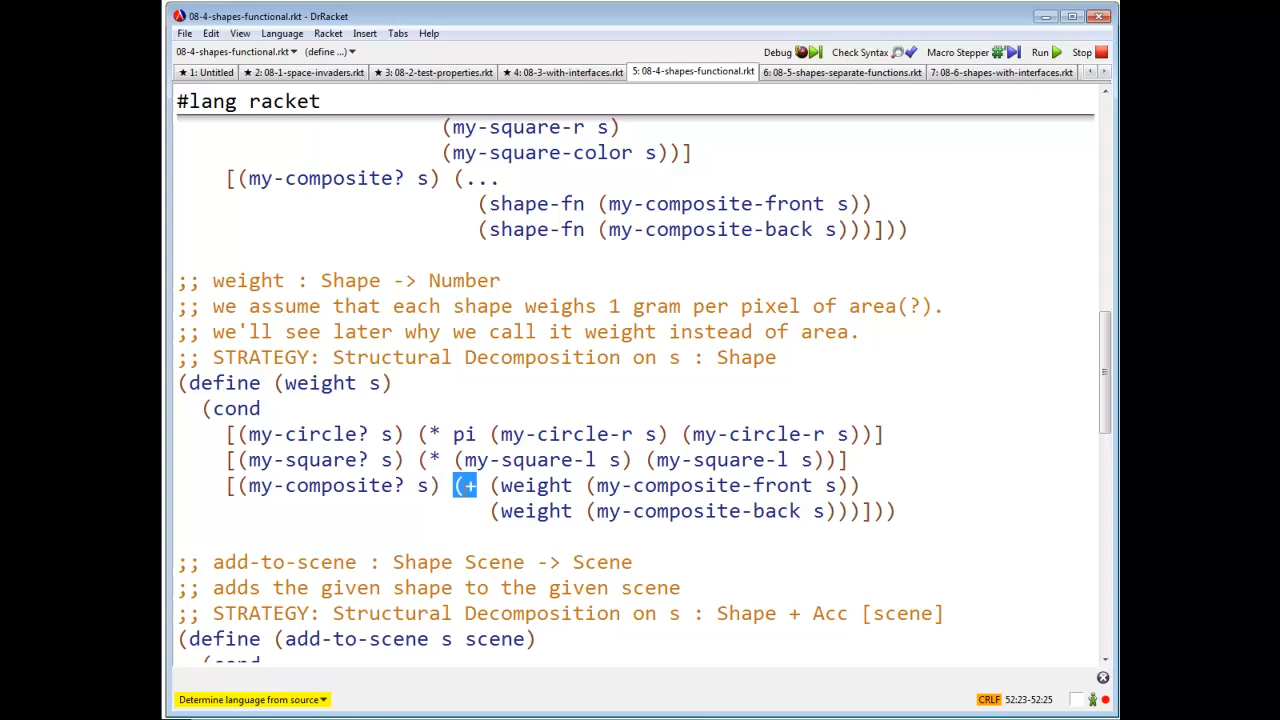 08-4-shapes-functional.rkt - DrRacket
File Edit View Language Racket Insert Tabs Help
08-4-shapes-functional.rkt▾ (define ...)▾ Debug Check Syntax Macro Stepper Run Stop
★ 1: Untitled ★ 2: 08-1-space-invaders.rkt ★ 3: 08-2-test-properties.rkt ★ 4: 08-3-with-interfaces.rkt 5: 08-4-shapes-functional.rkt 6: 08-5-shapes-separate-functions.rkt 7: 08-6-shapes-with-interfaces.rkt
#lang racket
(my-square-r s)
(my-square-color s))]
[(my-composite? s) (...
(shape-fn (my-composite-front s))
(shape-fn (my-composite-back s)))]))
;; weight : Shape -> Number
;; we assume that each shape weighs 1 gram per pixel of area(?).
;; we'll see later why we call it weight instead of area.
;; STRATEGY: Structural Decomposition on s : Shape
(define (weight s)
(cond
[(my-circle? s) (* pi (my-circle-r s) (my-circle-r s))]
[(my-square? s) (* (my-square-l s) (my-square-l s))]
[(my-composite? s) (+ (weight (my-composite-front s))
(weight (my-composite-back s)))]))
;; add-to-scene : Shape Scene -> Scene
;; adds the given shape to the given scene
;; STRATEGY: Structural Decomposition on s : Shape + Acc [scene]
(define (add-to-scene s scene)
(cond
Determine language from source▾ CRLF 52:23-52:25